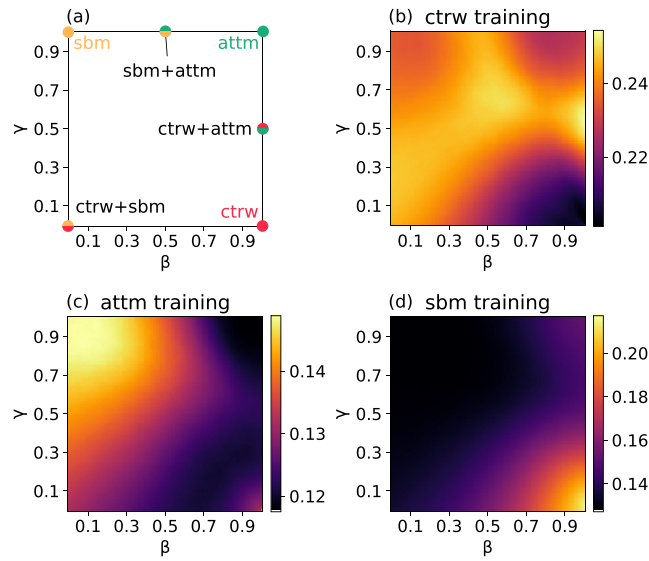 (a)
sbm
attm
sbm+attm
ctrw+attm
ctrw+sbm
ctrw
0.9
0.7
0.5
0.3
0.1
γ
0.1 0.3 0.5 0.7 0.9
β
(b) ctrw training
0.9
0.7
0.5
0.3
0.1
γ
0.1 0.3 0.5 0.7 0.9
β
0.24
0.22
(c) attm training
0.9
0.7
0.5
0.3
0.1
γ
0.1 0.3 0.5 0.7 0.9
β
0.14
0.13
0.12
(d) sbm training
0.9
0.7
0.5
0.3
0.1
γ
0.1 0.3 0.5 0.7 0.9
β
0.20
0.18
0.16
0.14